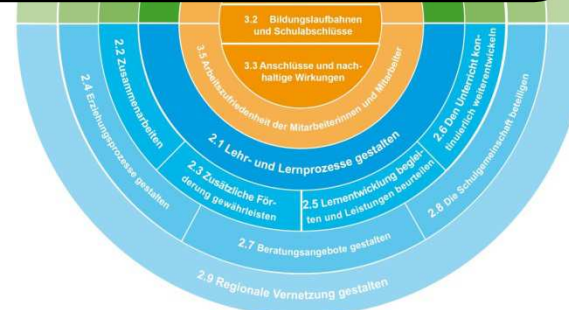 3.2 Bildungslaufbahnen
und Schulabschlüsse
3.3 Anschlüsse und nach-
haltige Wirkungen
3.5 Arbeitszufriedenheit der Mitarbeiterinnen und Mitarbeiter
2.1 Lehr- und Lernprozesse gestalten
2.2 Zusammenarbeiten
2.3 Zusätzliche För-
derung gewährleisten
2.5 Lernentwicklung beglei-
ten und Leistungen beurteilen
2.6 Den Unterricht kon-
tinuierlich weiterentwickeln
2.4 Erziehungsprozesse gestalten
2.7 Beratungsangebote gestalten
2.8 Die Schulgemeinschaft beteiligen
2.9 Regionale Vernetzung gestalten